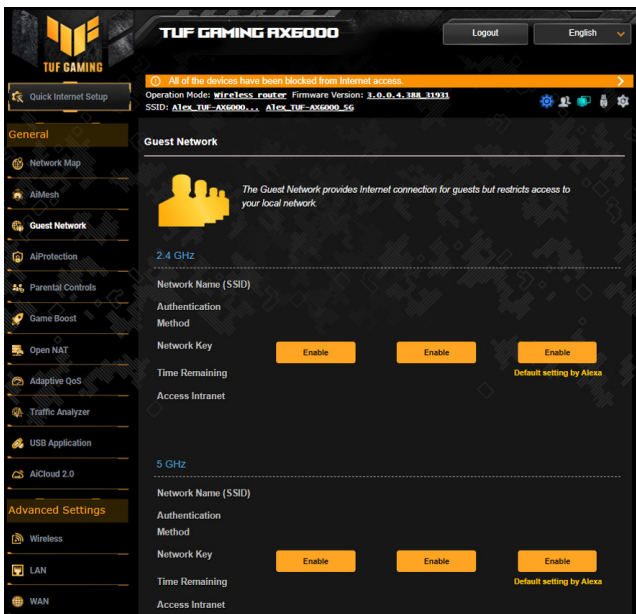 TUF GAMING
TUF GAMING AX6000
Logout
English
All of the devices have been blocked from Internet access.
Operation Mode: Wireless router Firmware Version: 3.0.0.4.388_31931
SSID: Alex_TUF-AX6000... Alex_TUF-AX6000_5G
Quick Internet Setup
General
Network Map
AiMesh
Guest Network
AiProtection
Parental Controls
Game Boost
Open NAT
Adaptive QoS
Traffic Analyzer
USB Application
AiCloud 2.0
Advanced Settings
Wireless
LAN
WAN
Guest Network
The Guest Network provides Internet connection for guests but restricts access to
your local network.
2.4 GHz
Network Name (SSID)
Authentication
Method
Network Key
Enable
Enable
Enable
Time Remaining
Default setting by Alexa
Access Intranet
5 GHz
Network Name (SSID)
Authentication
Method
Network Key
Enable
Enable
Enable
Time Remaining
Default setting by Alexa
Access Intranet